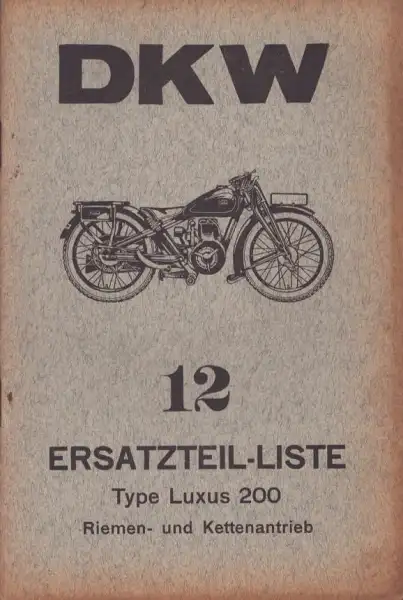 DKW
12
ERSATZTEIL-LISTE
Type Luxus 200
Riemen- und Kettenantrieb